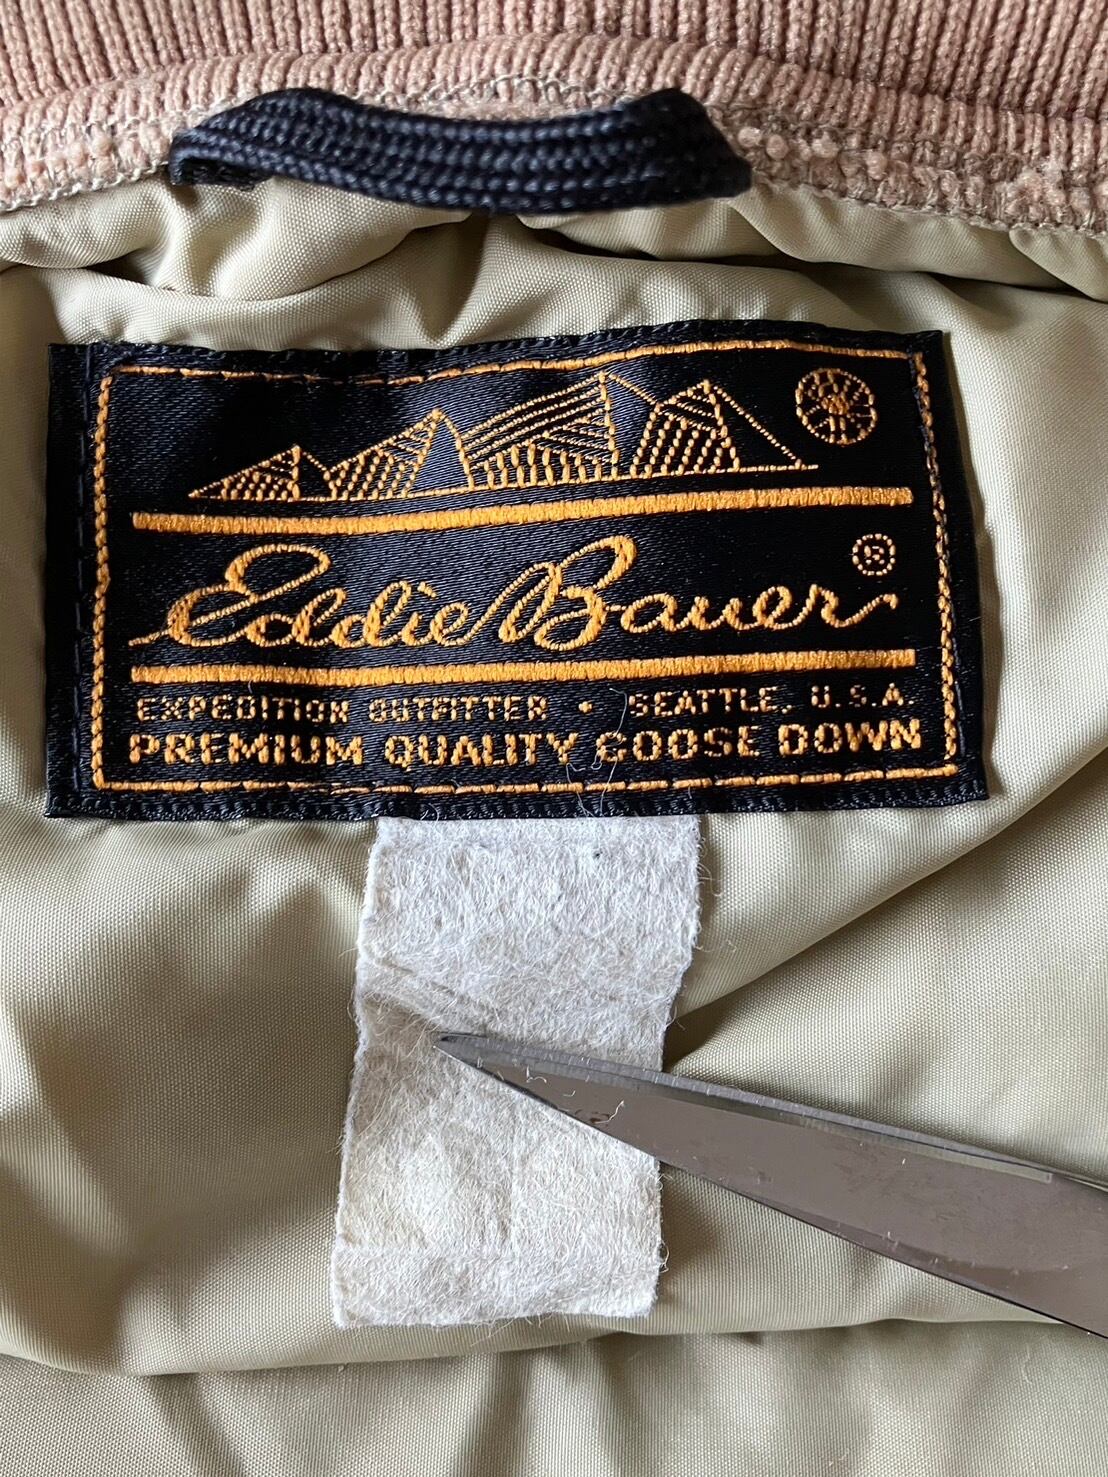 Eddie Bauer ®
EXPEDITION OUTFITTER • SEATTLE, U.S.A.
PREMIUM QUALITY GOOSE DOWN